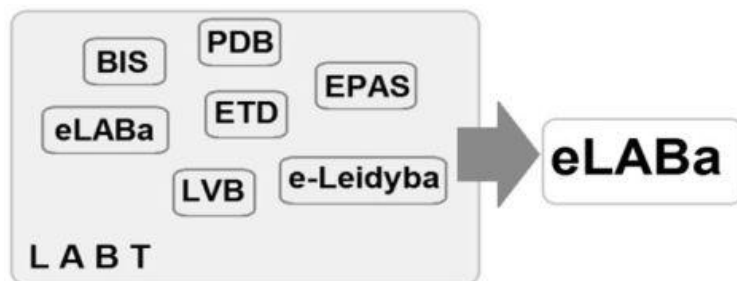 PDB
BIS
EPAS
ETD
eLABa
e-Leidyba
LVB
L A B T
eLABa